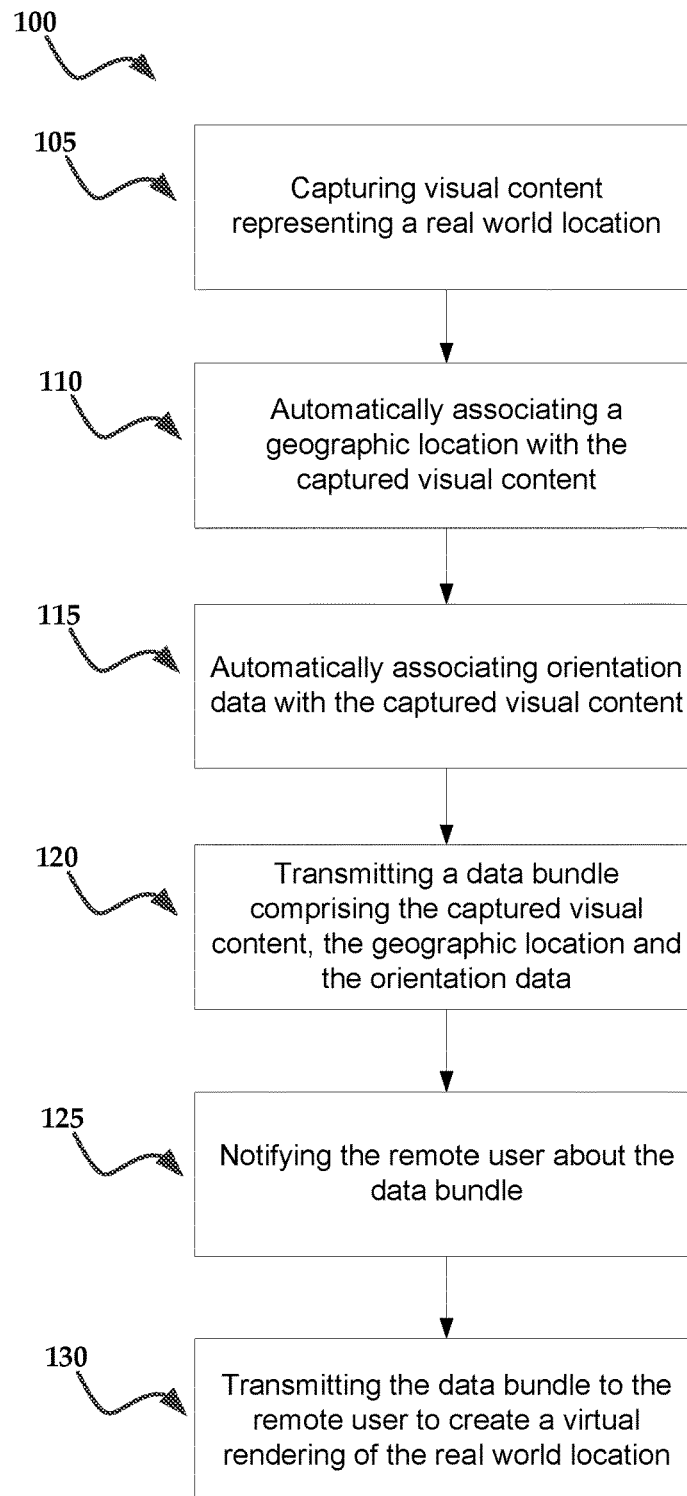 100
105
Capturing visual content
representing a real world location
110
Automatically associating a
geographic location with the
captured visual content
115
Automatically associating orientation
data with the captured visual content
120
Transmitting a data bundle
comprising the captured visual
content, the geographic location and
the orientation data
125
Notifying the remote user about the
data bundle
130
Transmitting the data bundle to the
remote user to create a virtual
rendering of the real world location